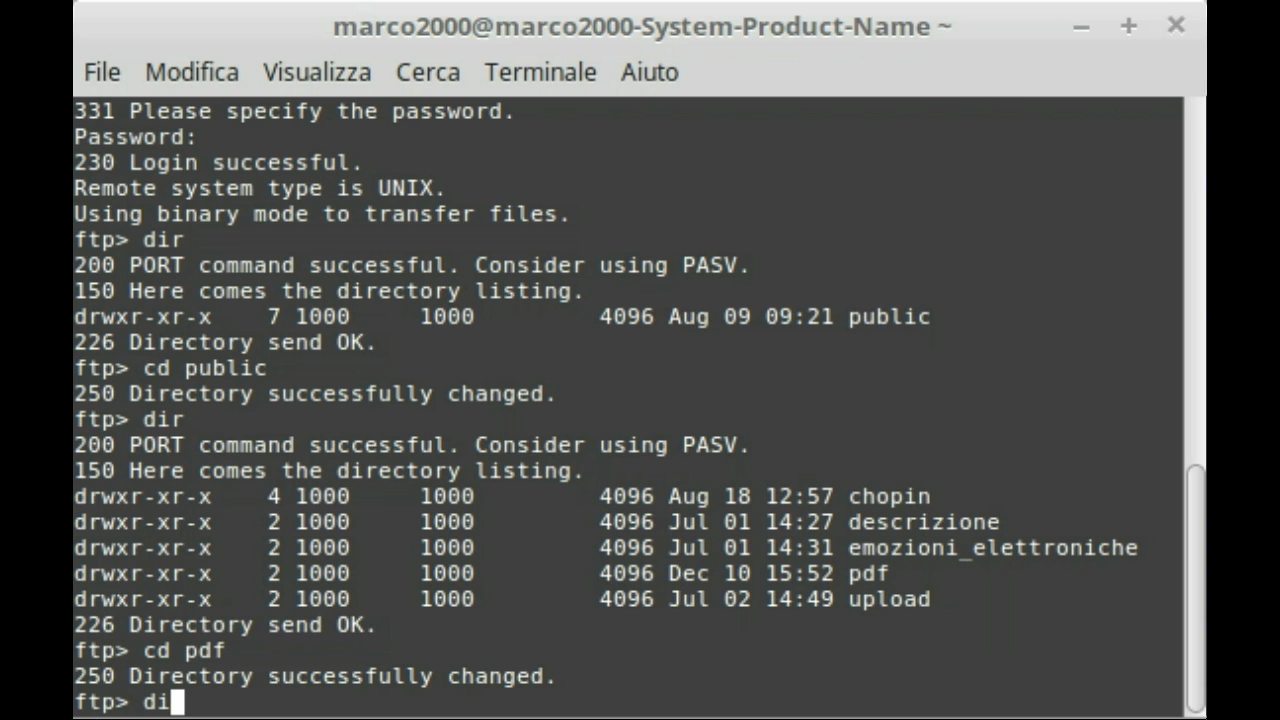 marco2000@marco2000-System-Product-Name ~
File Modifica Visualizza Cerca Terminale Aiuto
331 Please specify the password.
Password:
230 Login successful.
Remote system type is UNIX.
Using binary mode to transfer files.
ftp> dir
200 PORT command successful. Consider using PASV.
150 Here comes the directory listing.
drwxr-xr-x    7 1000     1000         4096 Aug 09 09:21 public
226 Directory send OK.
ftp> cd public
250 Directory successfully changed.
ftp> dir
200 PORT command successful. Consider using PASV.
150 Here comes the directory listing.
drwxr-xr-x    4 1000     1000         4096 Aug 18 12:57 chopin
drwxr-xr-x    2 1000     1000         4096 Jul 01 14:27 descrizione
drwxr-xr-x    2 1000     1000         4096 Jul 01 14:31 emozioni_elettroniche
drwxr-xr-x    2 1000     1000         4096 Dec 10 15:52 pdf
drwxr-xr-x    2 1000     1000         4096 Jul 02 14:49 upload
226 Directory send OK.
ftp> cd pdf
250 Directory successfully changed.
ftp> di